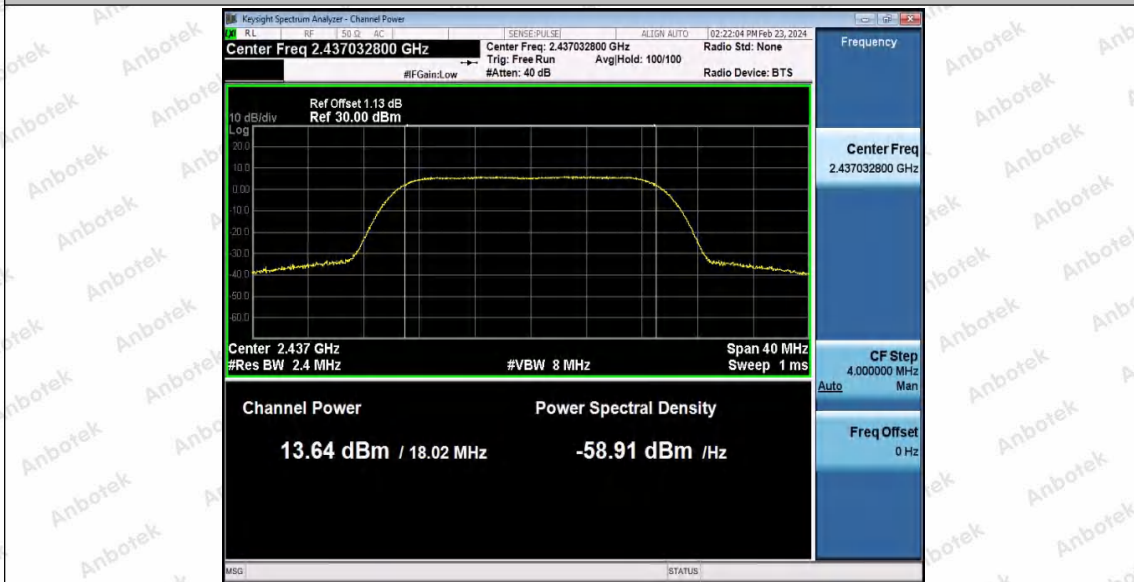 Keysight Spectrum Analyzer - Channel Power
RL RF 50 Ω AC SENSE:PULSE ALIGN AUTO 02:22:04 PM Feb 23, 2024
Center Freq 2.437032800 GHz
Center Freq: 2.437032800 GHz
Radio Std: None
Trig: Free Run Avg|Hold: 100/100
#IFGain:Low
#Atten: 40 dB
Radio Device: BTS
Ref Offset 1.13 dB
10 dB/div Ref 30.00 dBm
Log
20.0
10.0
0.00
-10.0
-20.0
-30.0
-40.0
-50.0
-60.0
Center 2.437 GHz
Span 40 MHz
#Res BW 2.4 MHz
#VBW 8 MHz
Sweep 1 ms
Channel Power
Power Spectral Density
13.64 dBm / 18.02 MHz
-58.91 dBm /Hz
MSG
STATUS
Frequency
Center Freq
2.437032800 GHz
CF Step
4.000000 MHz
Auto Man
Freq Offset
0 Hz
Anbotek